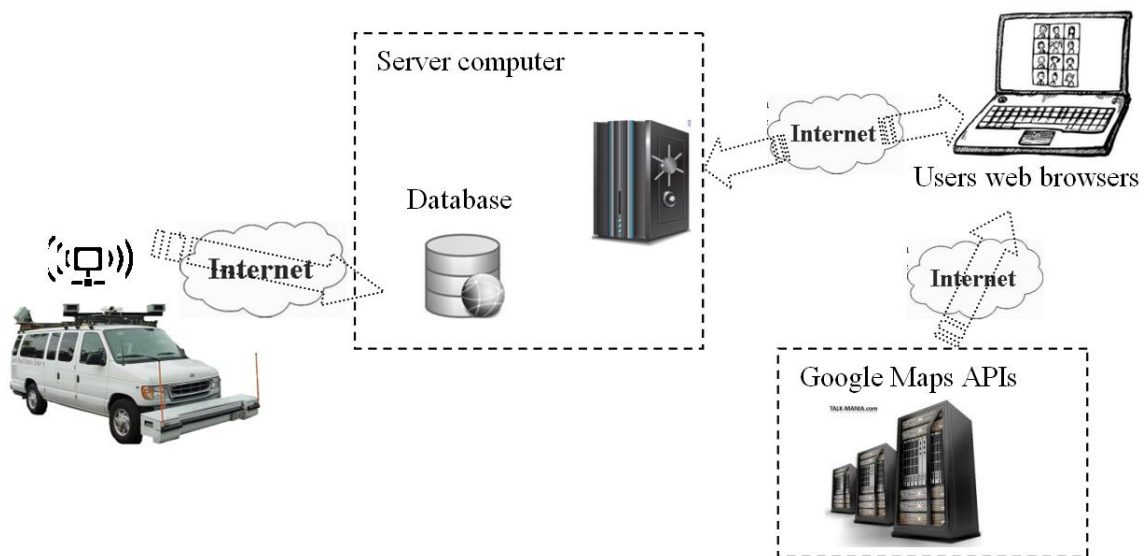 Server computer
Internet
Users web browsers
Database
Internet
Internet
Google Maps APIs
TALK-MANIA.com